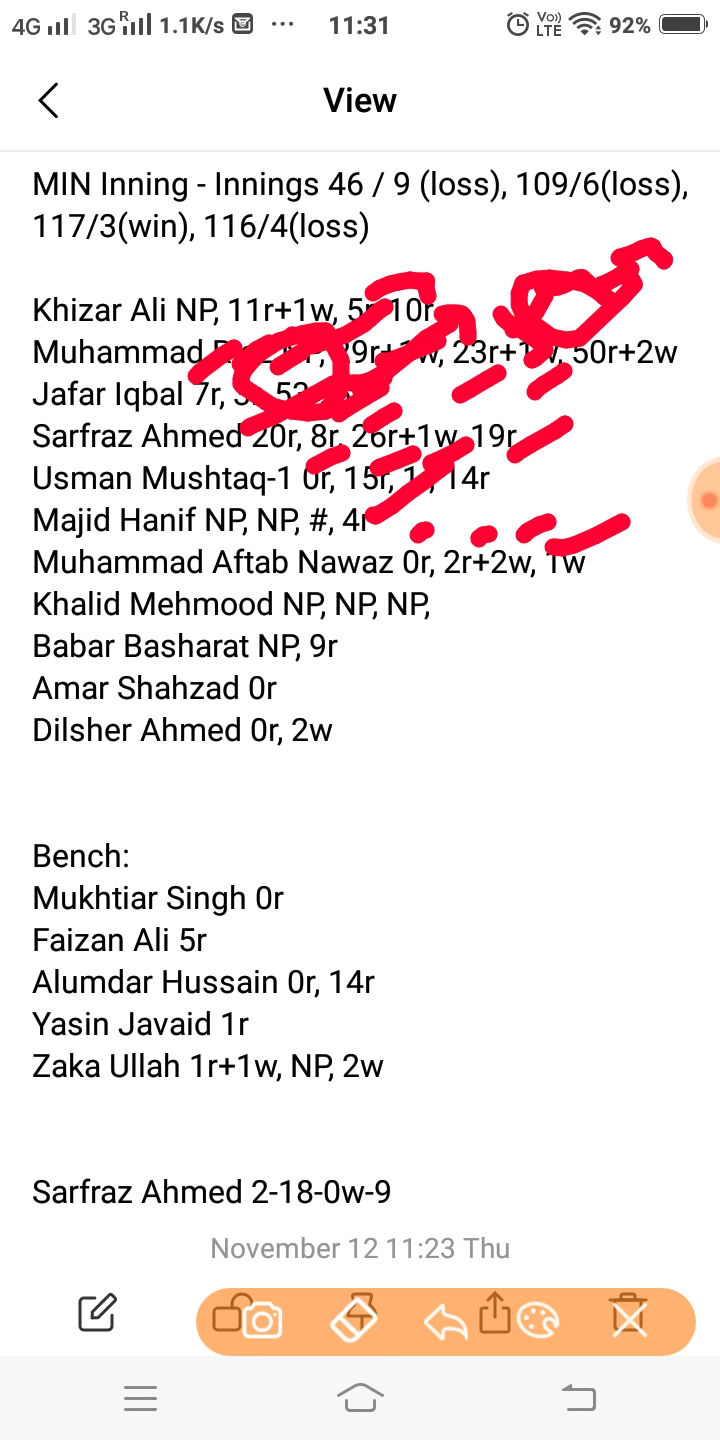 4G 3G R 1.1K/s ... 11:31 Vo)) LTE 92%
View
MIN Inning - Innings 46 / 9 (loss), 109/6(loss),
117/3(win), 116/4(loss)
Khizar Ali NP, 11r+1w, 10r
Muhammad 23r+ 50r+2w
Jafar Iqbal 7r,
Sarfraz Ahmed 20r, 8r, 26r+1w, 19r
Usman Mushtaq-1 0r, 15r, 14r
Majid Hanif NP, NP, #, 4r
Muhammad Aftab Nawaz 0r, 2r+2w, 1w
Khalid Mehmood NP, NP, NP,
Babar Basharat NP, 9r
Amar Shahzad 0r
Dilsher Ahmed 0r, 2w
Bench:
Mukhtiar Singh 0r
Faizan Ali 5r
Alumdar Hussain 0r, 14r
Yasin Javaid 1r
Zaka Ullah 1r+1w, NP, 2w
Sarfraz Ahmed 2-18-0w-9
November 12 11:23 Thu